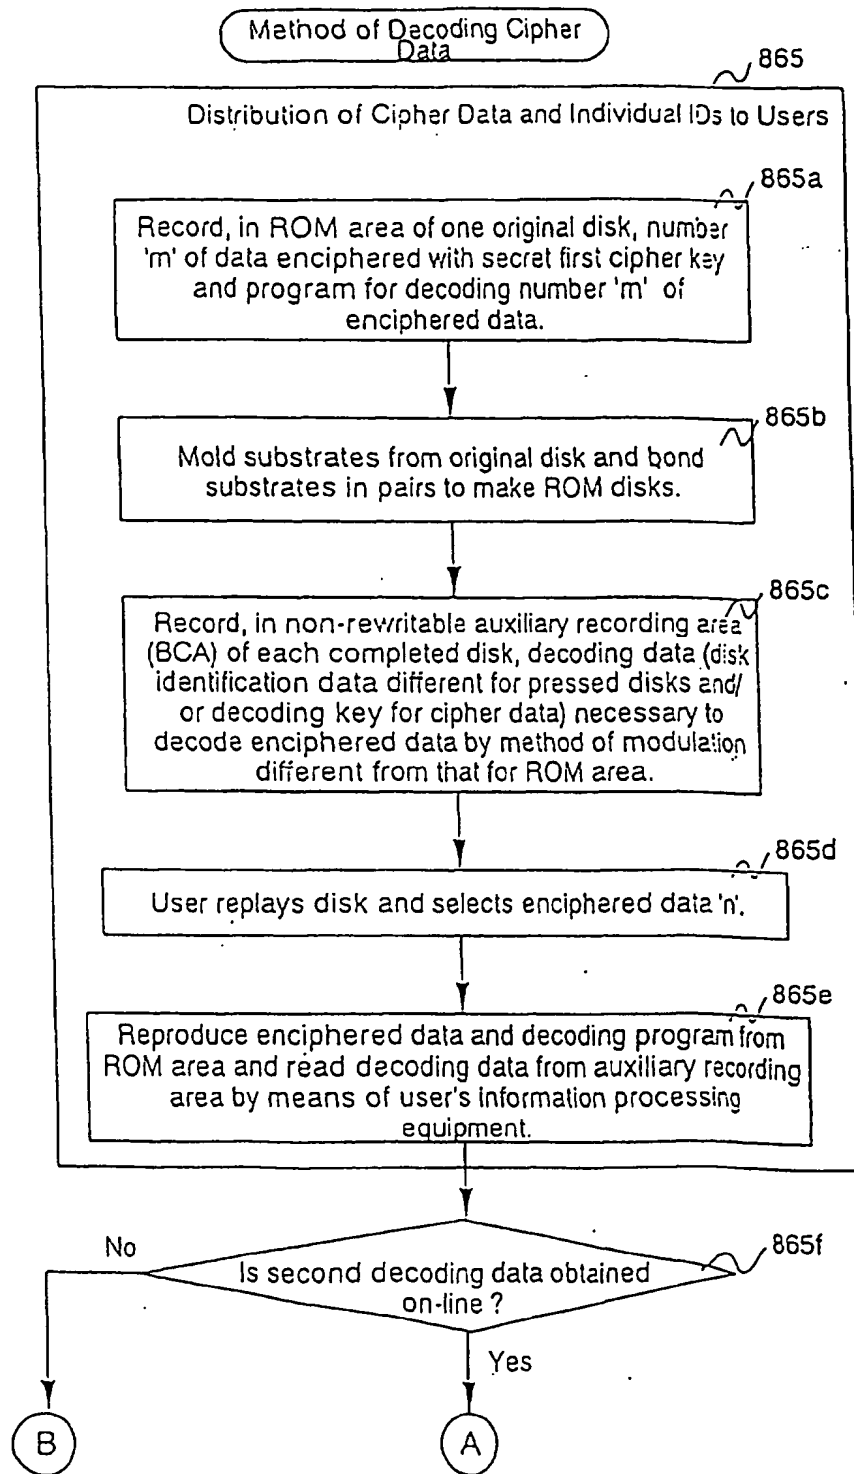 Method of Decoding Cipher
Data
865
Distribution of Cipher Data and Individual IDs to Users
865a
Record, in ROM area of one original disk, number
'm' of data enciphered with secret first cipher key
and program for decoding number 'm' of
enciphered data.
865b
Mold substrates from original disk and bond
substrates in pairs to make ROM disks.
865c
Record, in non-rewritable auxiliary recording area
(BCA) of each completed disk, decoding data (disk
identification data different for pressed disks and/
or decoding key for cipher data) necessary to
decode enciphered data by method of modulation
different from that for ROM area.
865d
User replays disk and selects enciphered data 'n'.
865e
Reproduce enciphered data and decoding program from
ROM area and read decoding data from auxiliary recording
area by means of user's information processing
equipment.
865f
No
Is second decoding data obtained
on-line ?
Yes
B
A